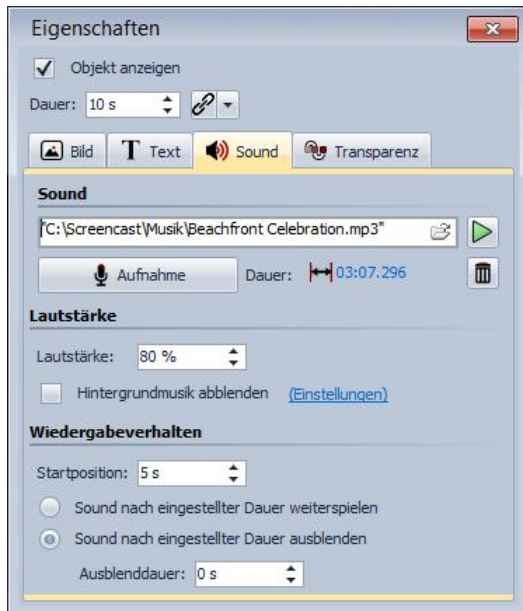 Eigenschaften
Objekt anzeigen
Dauer: 10 s
Bild Text Sound Transparenz
Sound
"C:\Screencast\Musik\Beachfront Celebration.mp3"
Aufnahme Dauer: 03:07.296
Lautstärke
Lautstärke: 80 %
Hintergrundmusik abblenden (Einstellungen)
Wiedergabeverhalten
Startposition: 5 s
Sound nach eingestellter Dauer weiterspielen
Sound nach eingestellter Dauer ausblenden
Ausblenddauer: 0 s